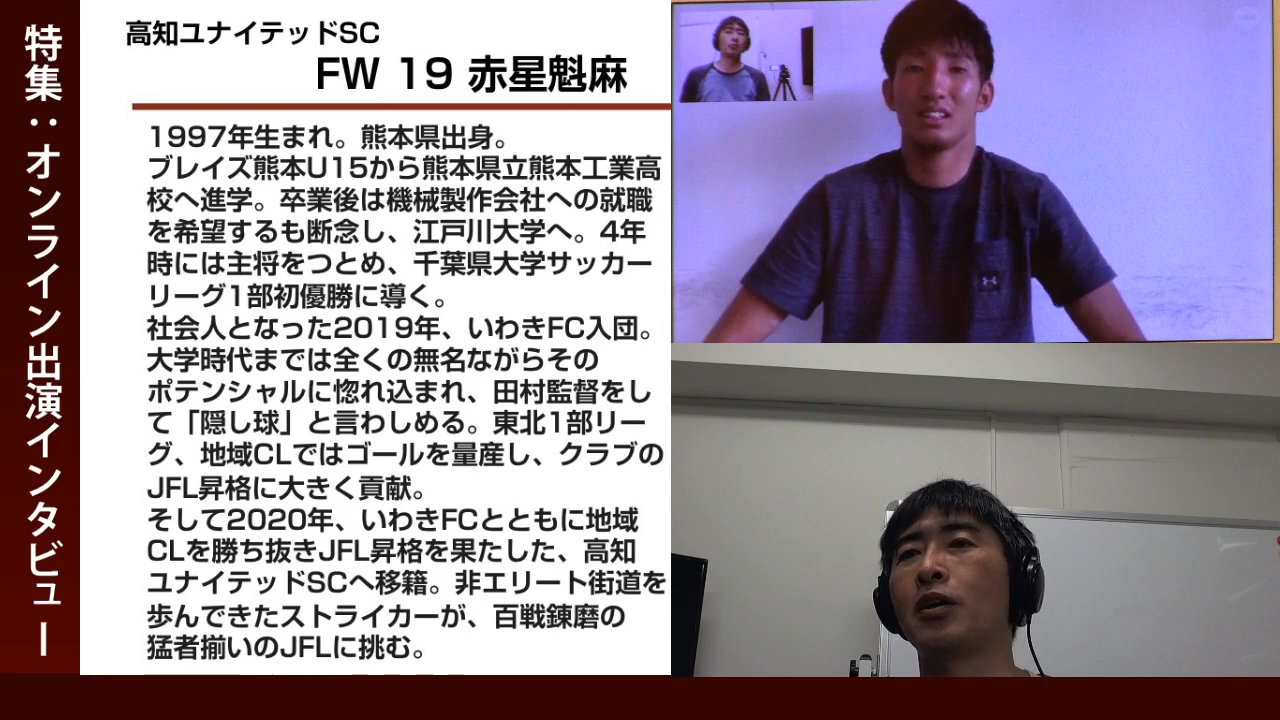 特集：オンライン出演インタビュー
高知ユナイテッドSC
FW 19 赤星魁麻
1997年生まれ。熊本県出身。
ブレイズ熊本U15から熊本県立熊本工業高
校へ進学。卒業後は機械製作会社への就職
を希望するも断念し、江戸川大学へ。4年
時には主将をつとめ、千葉県大学サッカー
リーグ1部初優勝に導く。
社会人となった2019年、いわきFC入団。
大学時代までは全くの無名ながらその
ポテンシャルに惚れ込まれ、田村監督をし
て「隠し球」と言わしめる。東北1部リー
グ、地域CLではゴールを量産し、クラブの
JFL昇格に大きく貢献。
そして2020年、いわきFCとともに地域
CLを勝ち抜きJFL昇格を果たした、高知
ユナイテッドSCへ移籍。非エリート街道を
歩んできたストライカーが、百戦錬磨の
猛者揃いのJFLに挑む。